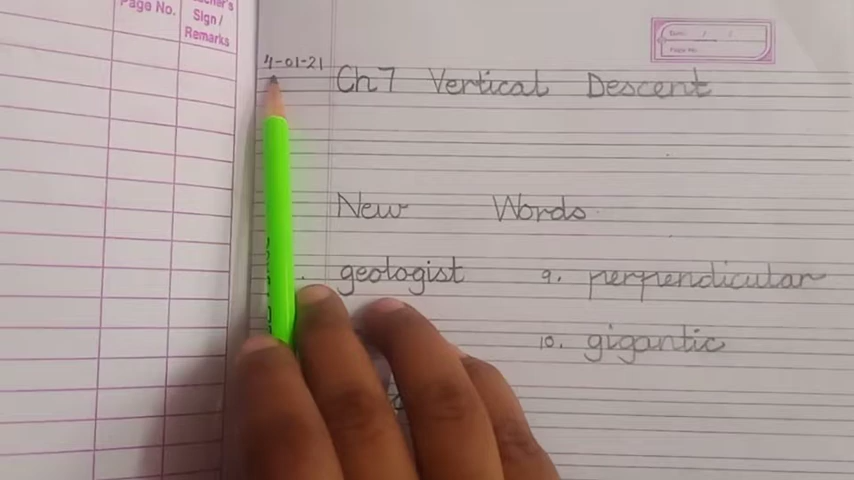 Page No.
Sign /
Remarks
4-01-21
Ch 7 Vertical Descent
New Words
geologist 9. perpendicular
10. gigantic